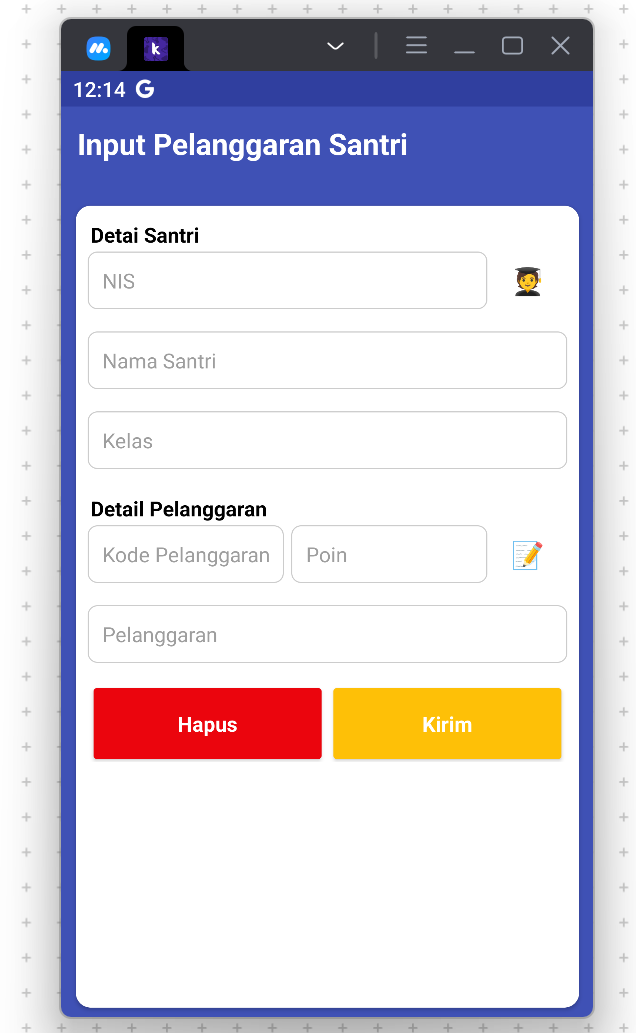 12:14 G
Input Pelanggaran Santri
Detai Santri
NIS
Nama Santri
Kelas
Detail Pelanggaran
Kode Pelanggaran Poin
Pelanggaran
Hapus Kirim